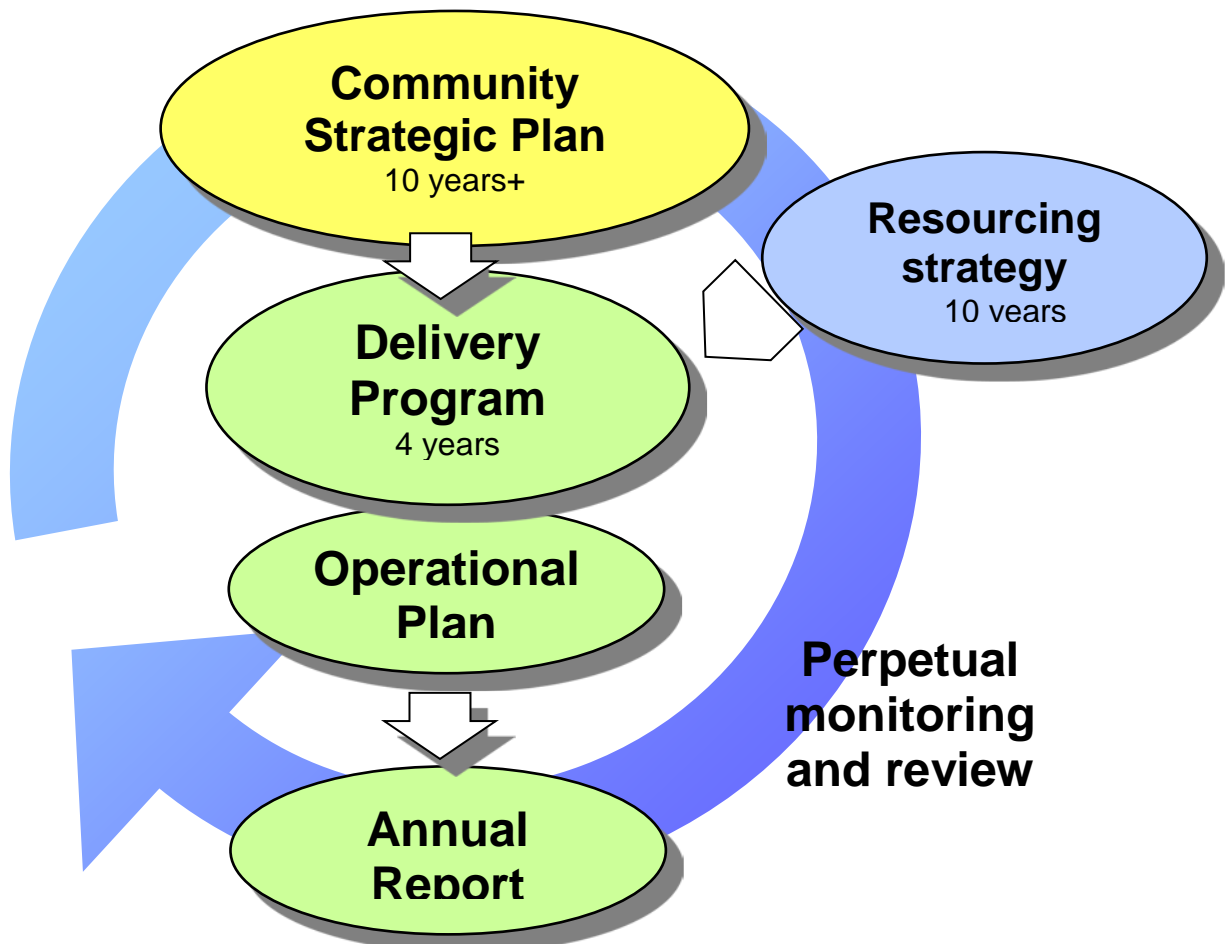 Community
Strategic Plan
10 years+
Resourcing
strategy
10 years
Delivery
Program
4 years
Operational
Plan
Perpetual
monitoring
and review
Annual
Report